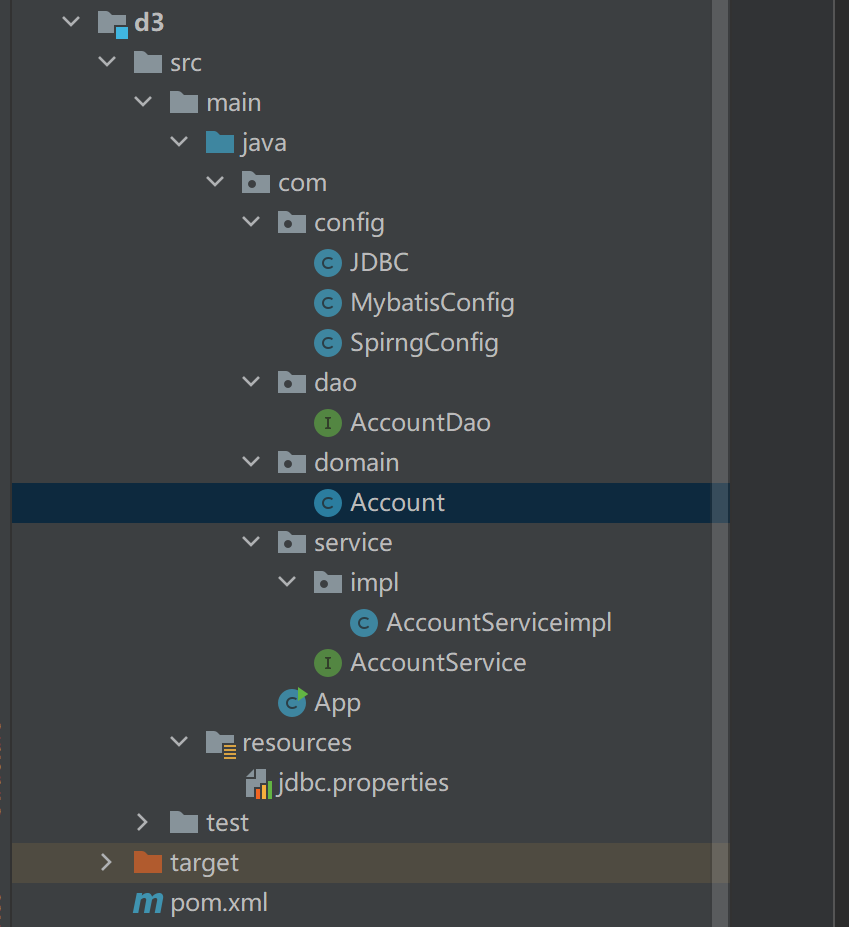 d3
src
main
java
com
config
JDBC
MybatisConfig
SpirngConfig
dao
AccountDao
domain
Account
service
impl
AccountServiceimpl
AccountService
App
resources
jdbc.properties
test
target
pom.xml